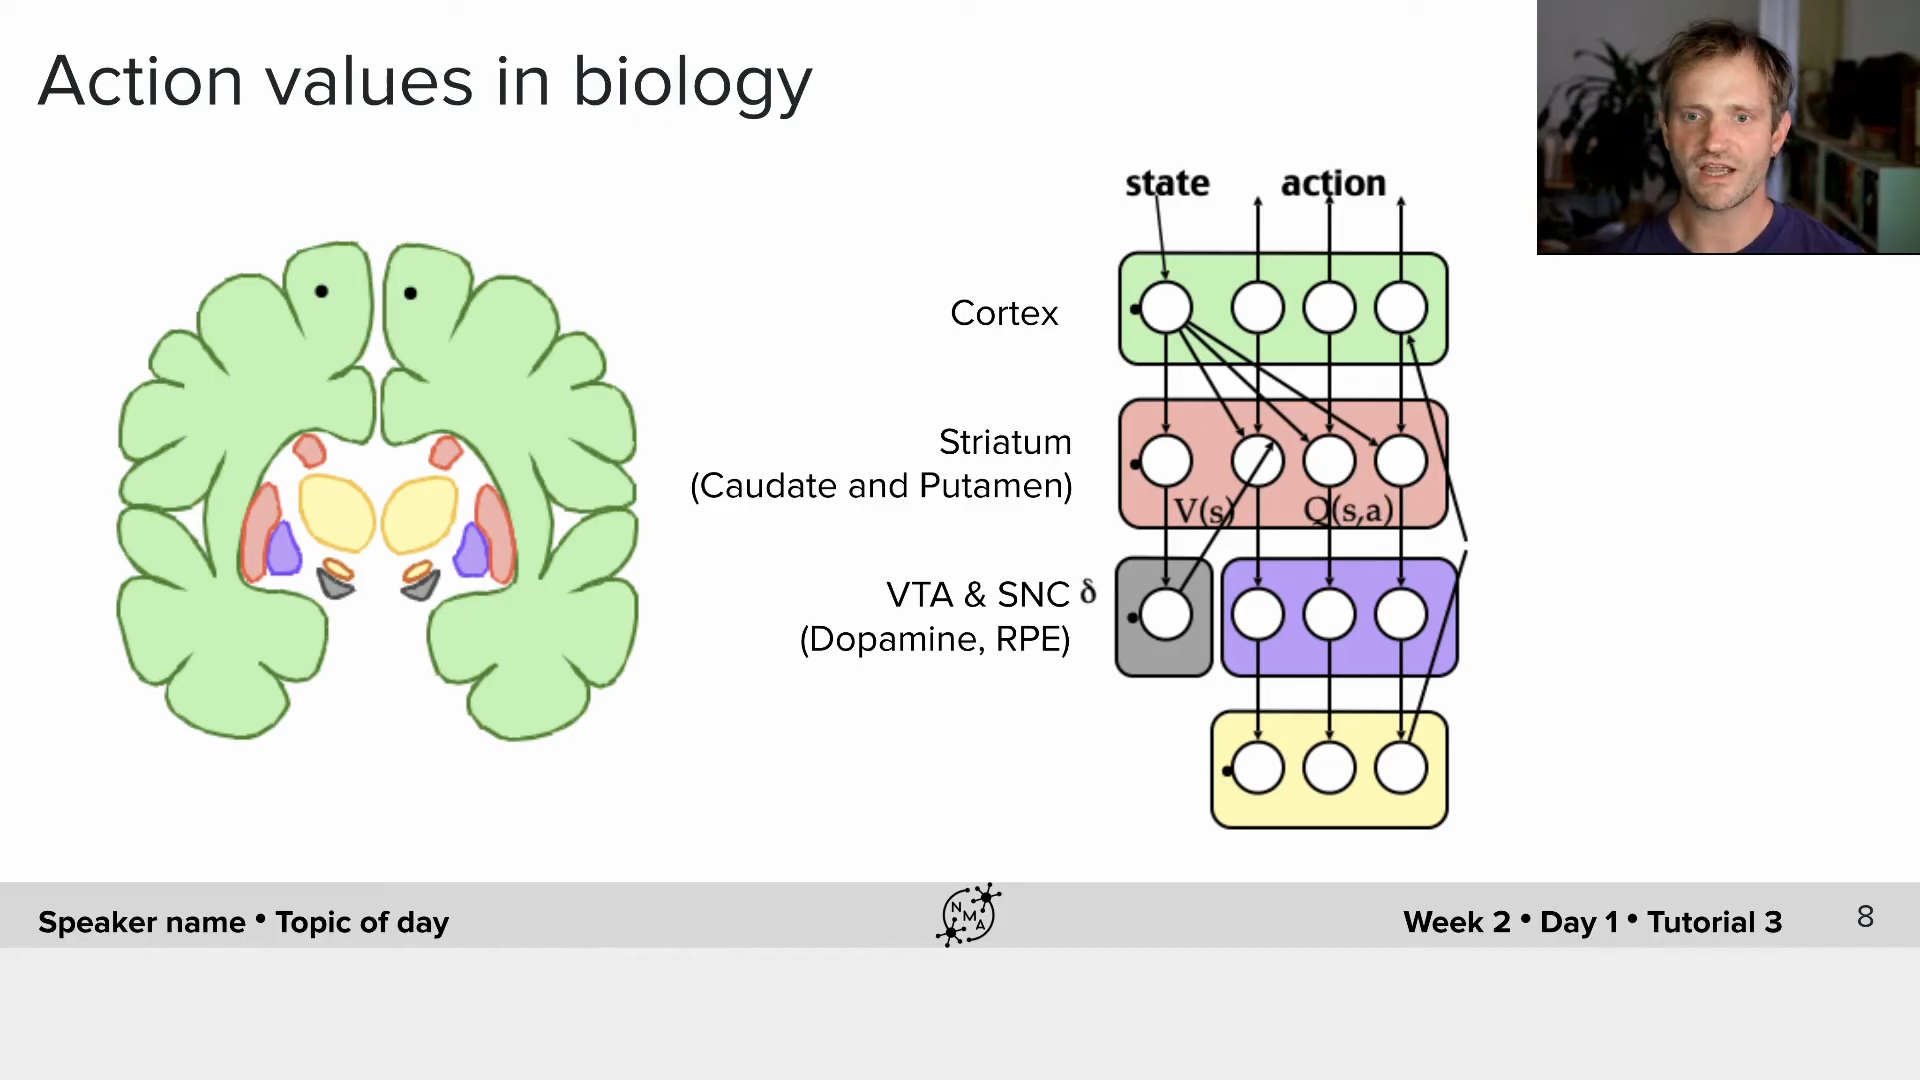 Action values in biology
state action
Cortex
Striatum
(Caudate and Putamen)
V(s) Q(s,a)
VTA & SNC δ
(Dopamine, RPE)
Speaker name • Topic of day
N
M
A
Week 2 • Day 1 • Tutorial 3
8